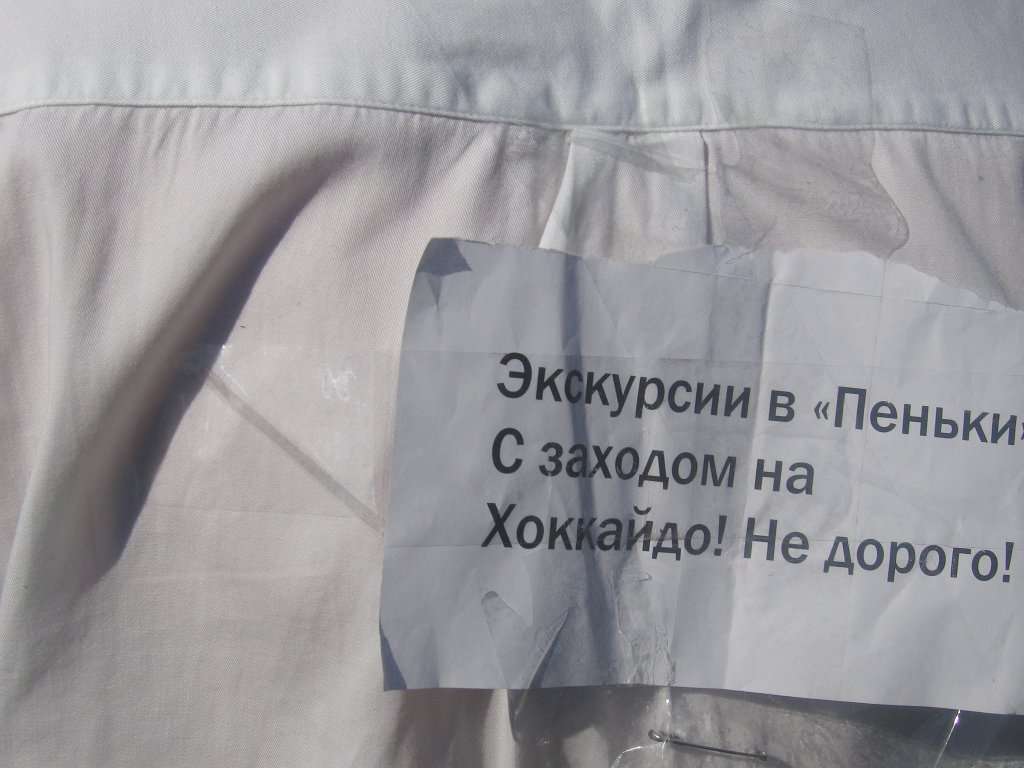 Экскурсии в «Пеньки»
С заходом на
Хоккайдо! Не дорого!